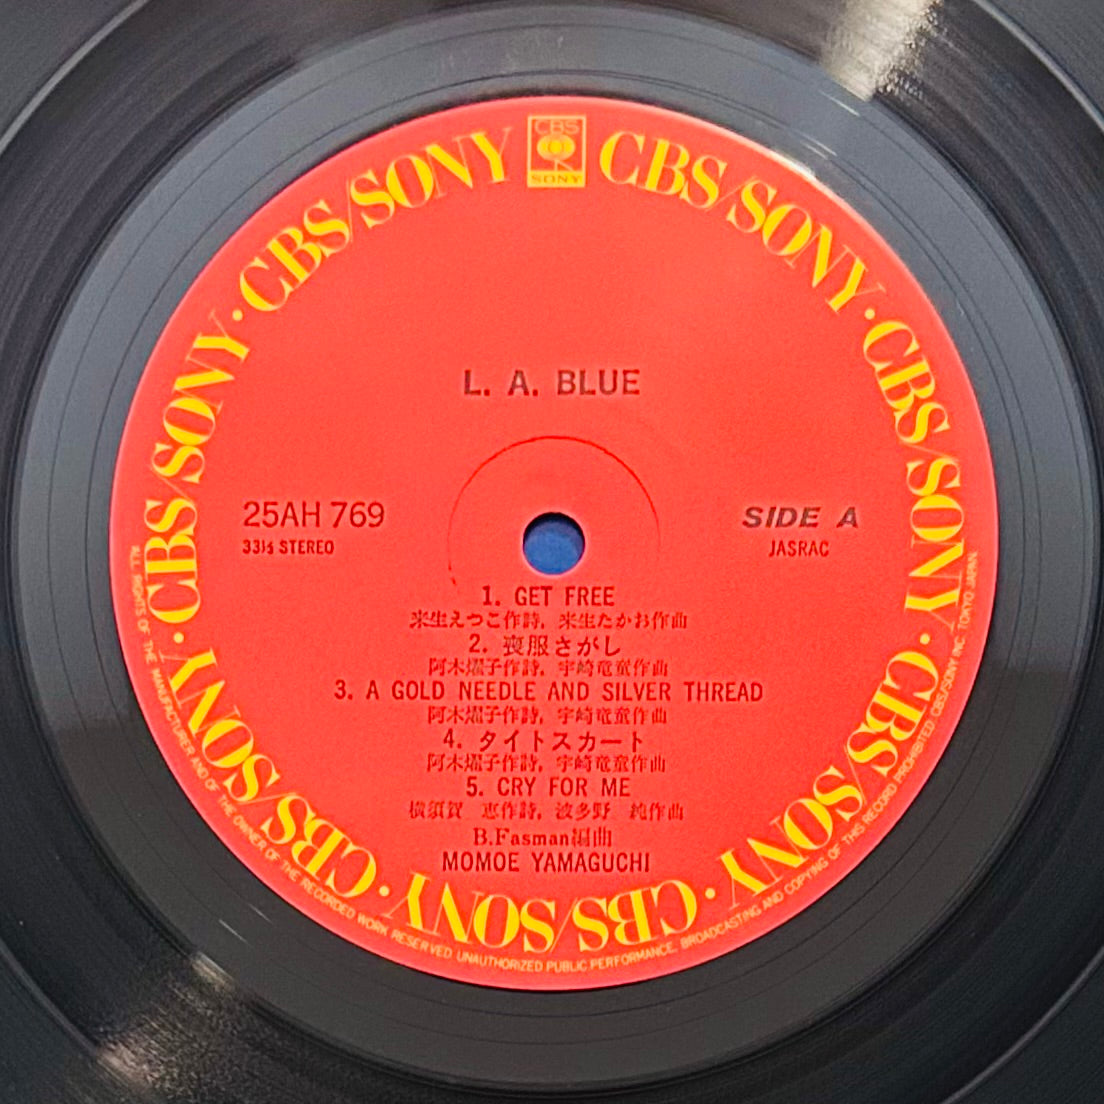 CBS
SONY
CBS/SONY · CBS/SONY · CBS/SONY · CBS/SONY · CBS/SONY · CBS/SONY · CBS/SONY · CBS/SONY · CBS/SONY
L. A. BLUE
25AH 769
SIDE A
33⅓ STEREO
JASRAC
1. GET FREE
来生えつこ作詩, 来生たかお作曲
2. 喪服さがし
阿木燿子作詩, 宇崎竜童作曲
3. A GOLD NEEDLE AND SILVER THREAD
阿木燿子作詩, 宇崎竜童作曲
4. タイトスカート
阿木燿子作詩, 宇崎竜童作曲
5. CRY FOR ME
横須賀 恵作詩, 波多野 純作曲
B.Fasman編曲
MOMOE YAMAGUCHI
ALL RIGHTS OF THE MANUFACTURER AND OF THE OWNER OF THE RECORDED WORK RESERVED UNAUTHORIZED PUBLIC PERFORMANCE, BROADCASTING AND COPYING OF THIS RECORD PROHIBITED CBS/SONY INC. TOKYO JAPAN.